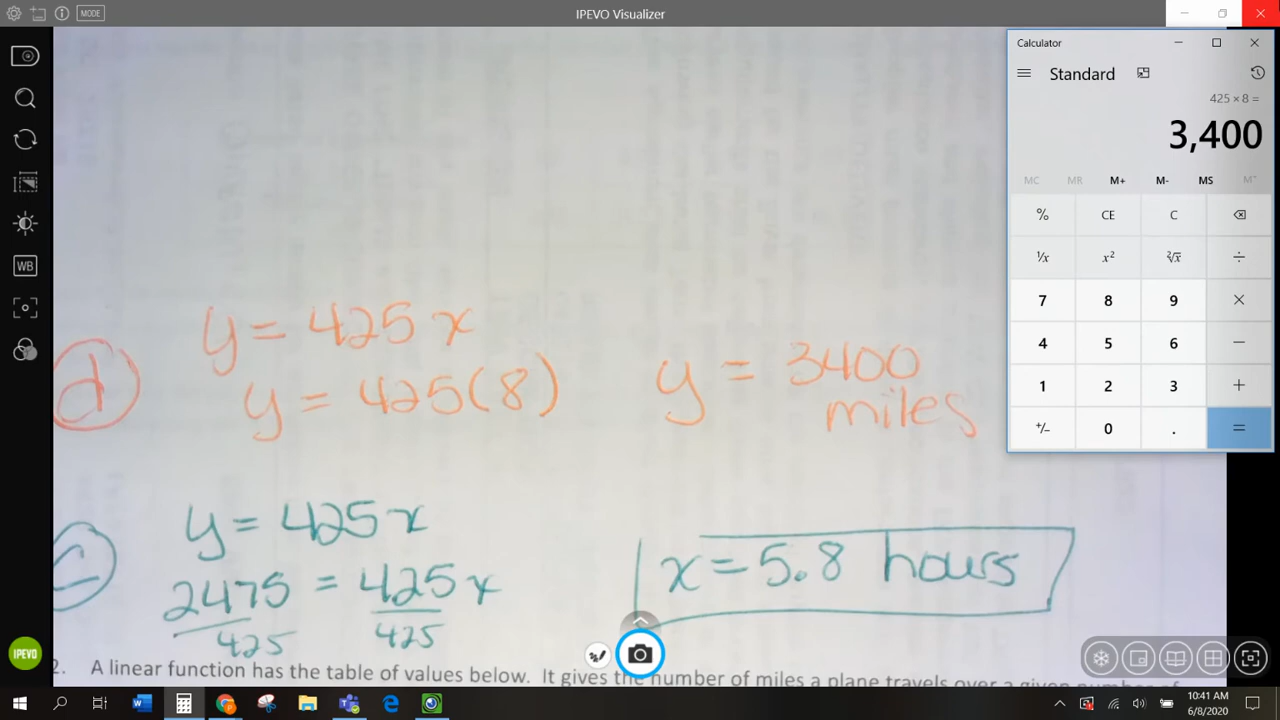 MODE
IPEVO Visualizer
Calculator
Standard
425 × 8 =
3,400
MC MR M+ M- MS M
% CE C
¹/x x² ²√x ÷
7 8 9 ×
4 5 6 −
1 2 3 +
+/− 0 . =
WB
d
y = 425x
y = 425(8)
y = 3400
miles
c
y = 425x
2475 = 425x
425 425
x = 5.8 hours
2. A linear function has the table of values below. It gives the number of miles a plane travels over a given number of
IPEVO
10:41 AM
6/8/2020